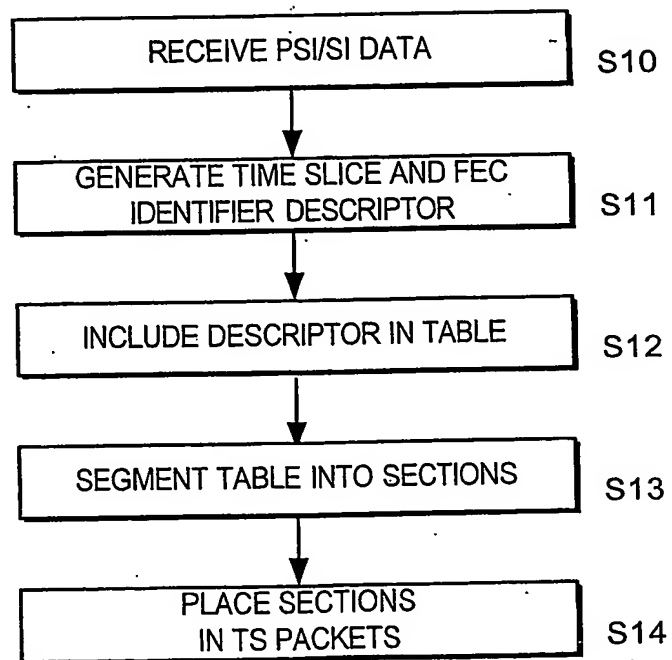 RECEIVE PSI/SI DATA
S10
GENERATE TIME SLICE AND FEC
IDENTIFIER DESCRIPTOR
S11
INCLUDE DESCRIPTOR IN TABLE
S12
SEGMENT TABLE INTO SECTIONS
S13
PLACE SECTIONS
IN TS PACKETS
S14